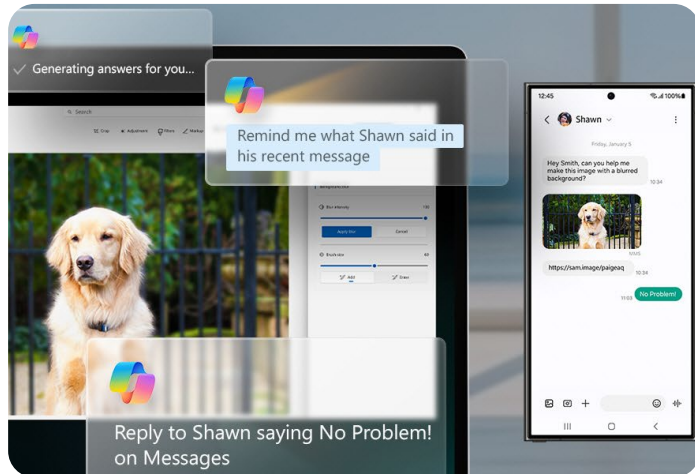 Generating answers for you...
Search
Crop
Adjustment
Filters
Markup
Remind me what Shawn said in
his recent message
Blur intensity
Apply blur
Cancel
Brush size
Add
Erase
Reply to Shawn saying No Problem!
on Messages
12:45
100%
Shawn
Friday, January 5
Hey Smith, can you help me
make this image with a blurred
background?
10:34
https://sam.image/paigeaq
10:34
11:03
No Problem!